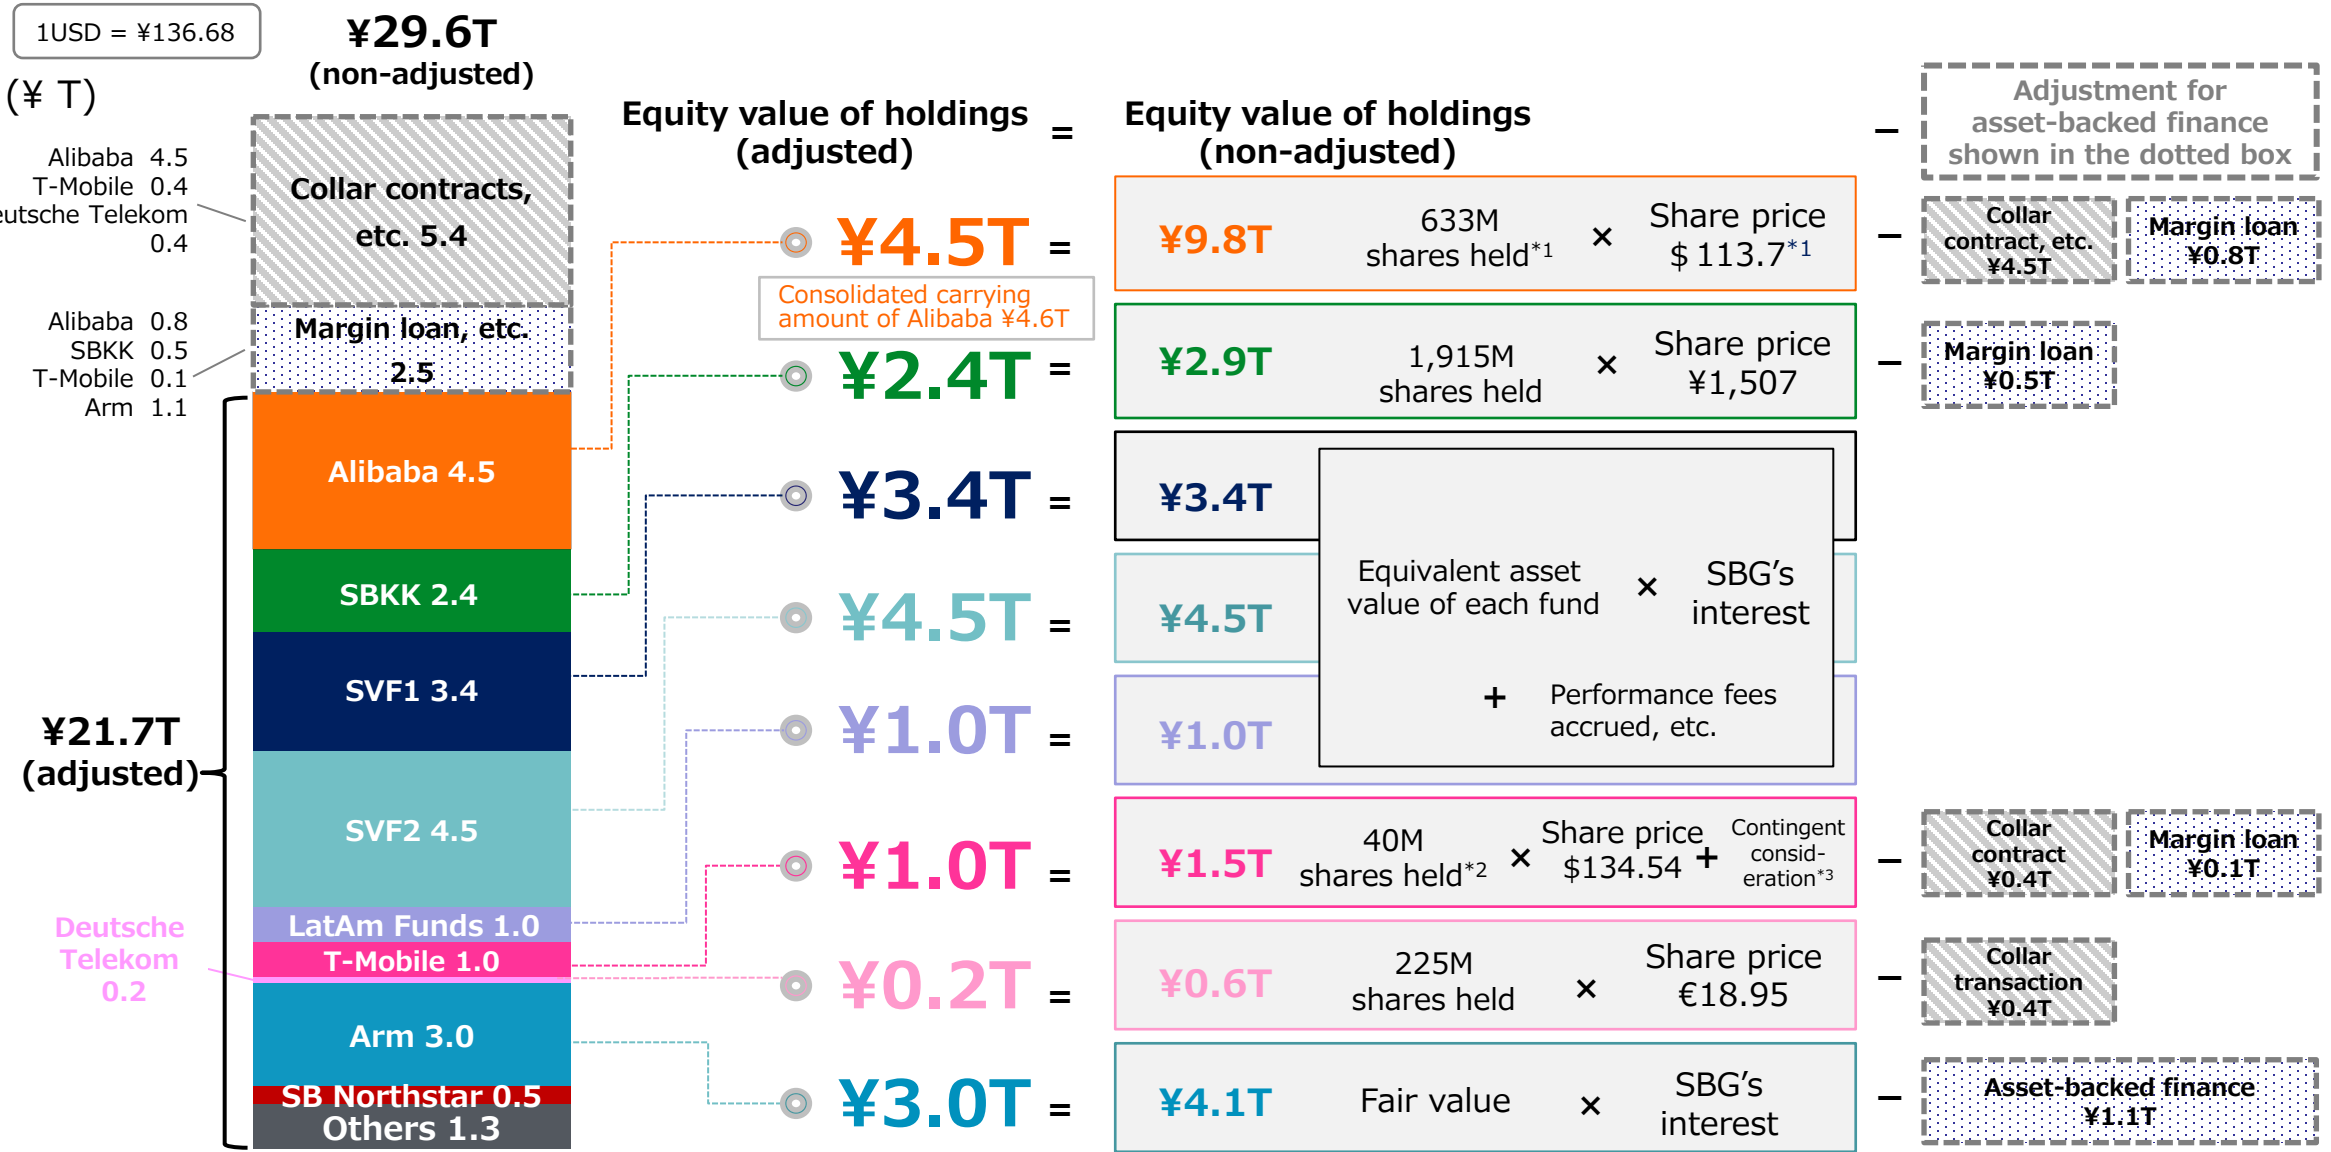 1USD = ¥136.68
¥29.6T
(non-adjusted)
(¥ T)
Alibaba 4.5
T-Mobile 0.4
eutsche Telekom
0.4
Alibaba 0.8
SBKK 0.5
T-Mobile 0.1
Arm 1.1
Collar contracts,
etc. 5.4
Margin loan, etc.
2.5
Alibaba 4.5
SBKK 2.4
SVF1 3.4
SVF2 4.5
LatAm Funds 1.0
T-Mobile 1.0
Arm 3.0
SB Northstar 0.5
Others 1.3
¥21.7T
(adjusted)
Deutsche
Telekom
0.2
Equity value of holdings
(adjusted)
=
Equity value of holdings
(non-adjusted)
−
Adjustment for
asset-backed finance
shown in the dotted box
¥4.5T =
Consolidated carrying
amount of Alibaba ¥4.6T
¥9.8T
633M
shares held*1
×
Share price
$ 113.7*1
−
Collar
contract, etc.
¥4.5T
Margin loan
¥0.8T
¥2.4T =
¥2.9T
1,915M
shares held
×
Share price
¥1,507
−
Margin loan
¥0.5T
¥3.4T =
¥3.4T
¥4.5T =
¥4.5T
Equivalent asset
value of each fund
×
SBG's
interest
+
Performance fees
accrued, etc.
¥1.0T =
¥1.0T
¥1.0T =
¥1.5T
40M
shares held*2
×
Share price
$134.54
+
Contingent
consid-
eration*3
−
Collar
contract
¥0.4T
Margin loan
¥0.1T
¥0.2T =
¥0.6T
225M
shares held
×
Share price
€18.95
−
Collar
transaction
¥0.4T
¥3.0T =
¥4.1T
Fair value
×
SBG's
interest
−
Asset-backed finance
¥1.1T